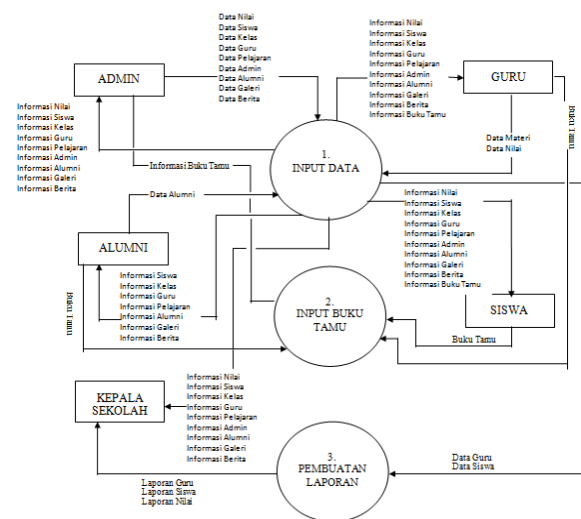 Data Nilai
Data Siswa
Data Kelas
Data Guru
Data Pelajaran
Data Admin
Data Alumni
Data Galeri
Data Berita
Informasi Nilai
Informasi Siswa
Informasi Kelas
Informasi Guru
Informasi Pelajaran
Informasi Admin
Informasi Alumni
Informasi Galeri
Informasi Berita
Informasi Buku Tamu
ADMIN
GURU
Informasi Nilai
Informasi Siswa
Informasi Kelas
Informasi Guru
Informasi Pelajaran
Informasi Admin
Informasi Alumni
Informasi Galeri
Informasi Berita
Buku Tamu
Data Materi
Data Nilai
1.
INPUT DATA
Informasi Buku Tamu
Data Alumni
Informasi Nilai
Informasi Siswa
Informasi Kelas
Informasi Guru
Informasi Pelajaran
Informasi Admin
Informasi Alumni
Informasi Galeri
Informasi Berita
Informasi Buku Tamu
ALUMNI
Informasi Siswa
Informasi Kelas
Informasi Guru
Informasi Pelajaran
Informasi Alumni
Informasi Galeri
Informasi Berita
Buku Tamu
2.
INPUT BUKU
TAMU
SISWA
Buku Tamu
KEPALA
SEKOLAH
Informasi Nilai
Informasi Siswa
Informasi Kelas
Informasi Guru
Informasi Pelajaran
Informasi Admin
Informasi Alumni
Informasi Galeri
Informasi Berita
3.
PEMBUATAN
LAPORAN
Data Guru
Data Siswa
Laporan Guru
Laporan Siswa
Laporan Nilai